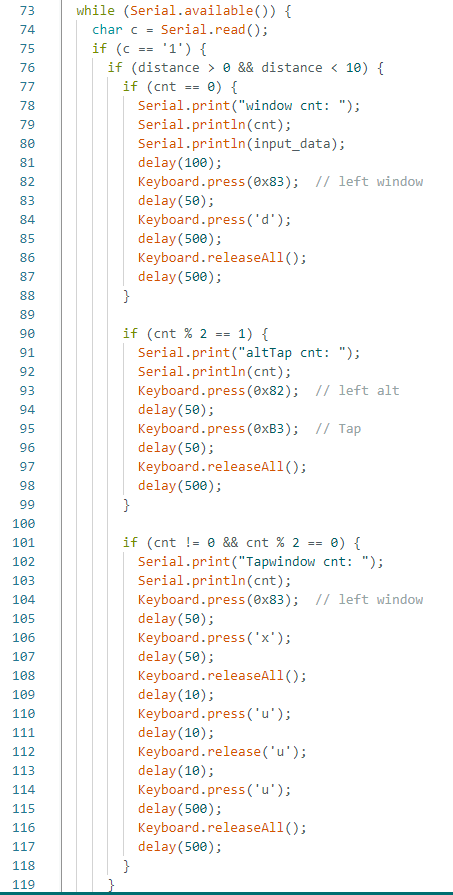 73 while (Serial.available()) {
74 char c = Serial.read();
75 if (c == '1') {
76 if (distance > 0 && distance < 10) {
77 if (cnt == 0) {
78 Serial.print("window cnt: ");
79 Serial.println(cnt);
80 Serial.println(input_data);
81 delay(100);
82 Keyboard.press(0x83);  // left window
83 delay(50);
84 Keyboard.press('d');
85 delay(500);
86 Keyboard.releaseAll();
87 delay(500);
88 }
89
90 if (cnt % 2 == 1) {
91 Serial.print("altTap cnt: ");
92 Serial.println(cnt);
93 Keyboard.press(0x82);  // left alt
94 delay(50);
95 Keyboard.press(0xB3);  // Tap
96 delay(50);
97 Keyboard.releaseAll();
98 delay(500);
99 }
100
101 if (cnt != 0 && cnt % 2 == 0) {
102 Serial.print("Tapwindow cnt: ");
103 Serial.println(cnt);
104 Keyboard.press(0x83);  // left window
105 delay(50);
106 Keyboard.press('x');
107 delay(50);
108 Keyboard.releaseAll();
109 delay(10);
110 Keyboard.press('u');
111 delay(10);
112 Keyboard.release('u');
113 delay(10);
114 Keyboard.press('u');
115 delay(500);
116 Keyboard.releaseAll();
117 delay(500);
118 }
119 }